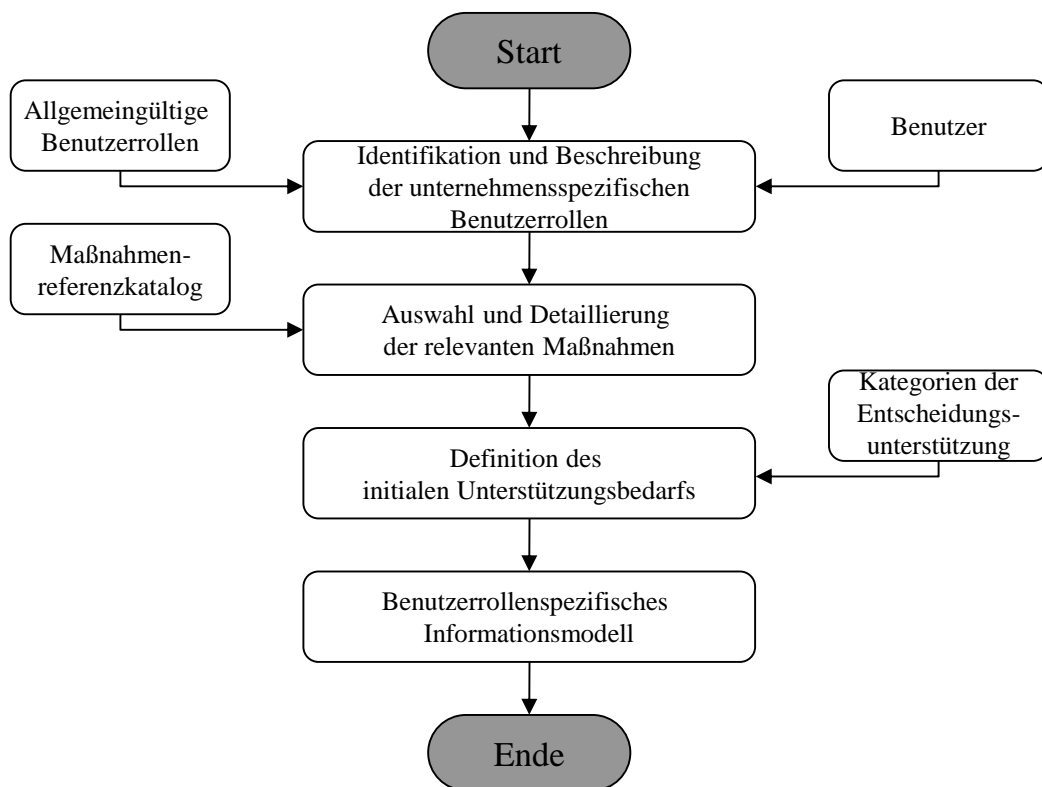 Start
Allgemeingültige
Benutzerrollen
Benutzer
Identifikation und Beschreibung
der unternehmensspezifischen
Benutzerrollen
Maßnahmen-
referenzkatalog
Auswahl und Detaillierung
der relevanten Maßnahmen
Kategorien der
Entscheidungs-
unterstützung
Definition des
initialen Unterstützungsbedarfs
Benutzerrollenspezifisches
Informationsmodell
Ende